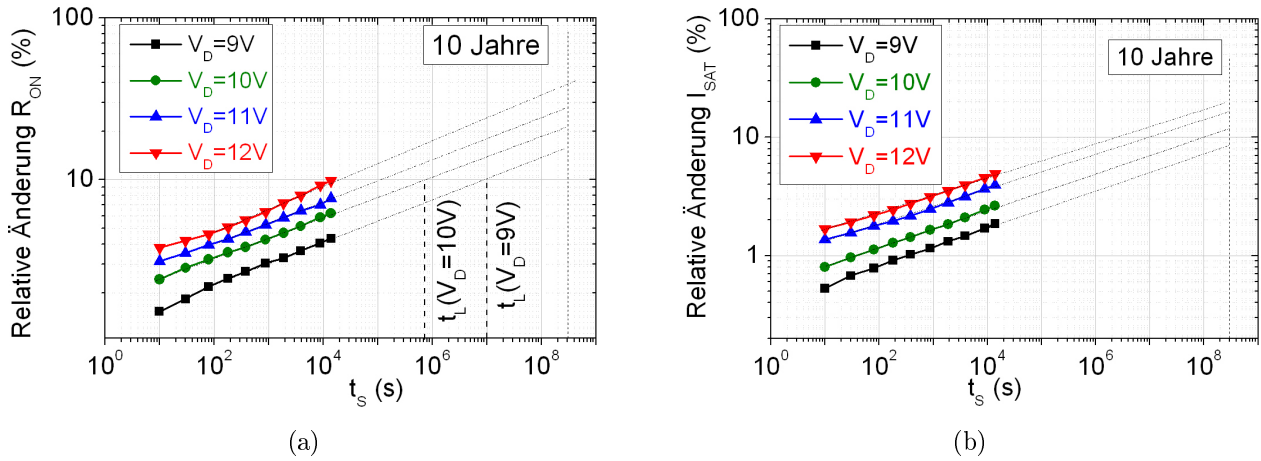 100
10
Relative Änderung R_ON (%)
V_D=9V
V_D=10V
V_D=11V
V_D=12V
10 Jahre
t_L(V_D=10V)
t_L(V_D=9V)
10^0 10^2 10^4 10^6 10^8
t_S (s)
(a)
100
10
1
Relative Änderung I_SAT (%)
V_D=9V
V_D=10V
V_D=11V
V_D=12V
10 Jahre
10^0 10^2 10^4 10^6 10^8
t_S (s)
(b)